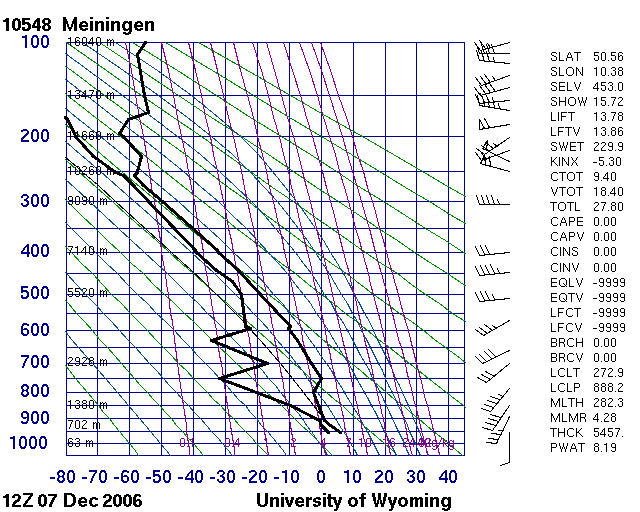 10548 Meiningen
100 16040 m
13470 m
200 11660 m
10260 m
300 9090 m
400 7140 m
500 5520 m
600
700 2928 m
800
900 1380 m
702 m
1000 63 m
-80 -70 -60 -50 -40 -30 -20 -10 0 10 20 30 40
12Z 07 Dec 2006 University of Wyoming
SLAT 50.56
SLON 10.38
SELV 453.0
SHOW 15.72
LIFT 13.78
LFTV 13.86
SWET 229.9
KINX -5.30
CTOT 9.40
VTOT 18.40
TOTL 27.80
CAPE 0.00
CAPV 0.00
CINS 0.00
CINV 0.00
EQLV -9999
EQTV -9999
LFCT -9999
LFCV -9999
BRCH 0.00
BRCV 0.00
LCLT 272.9
LCLP 888.2
MLTH 282.3
MLMR 4.28
THCK 5457.
PWAT 8.19